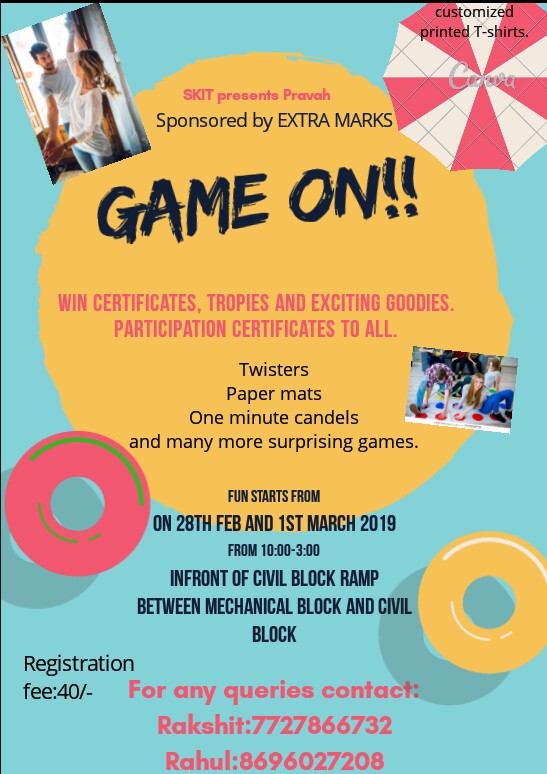 customized
printed T-shirts.
Canva
SKIT presents Pravah
Sponsored by EXTRA MARKS
GAME ON!!
WIN CERTIFICATES, TROPIES AND EXCITING GOODIES.
PARTICIPATION CERTIFICATES TO ALL.
Twisters
Paper mats
One minute candels
and many more surprising games.
FUN STARTS FROM
ON 28TH FEB AND 1ST MARCH 2019
FROM 10:00-3:00
INFRONT OF CIVIL BLOCK RAMP
BETWEEN MECHANICAL BLOCK AND CIVIL
BLOCK
Registration
fee:40/-
For any queries contact:
Rakshit:7727866732
Rahul:8696027208